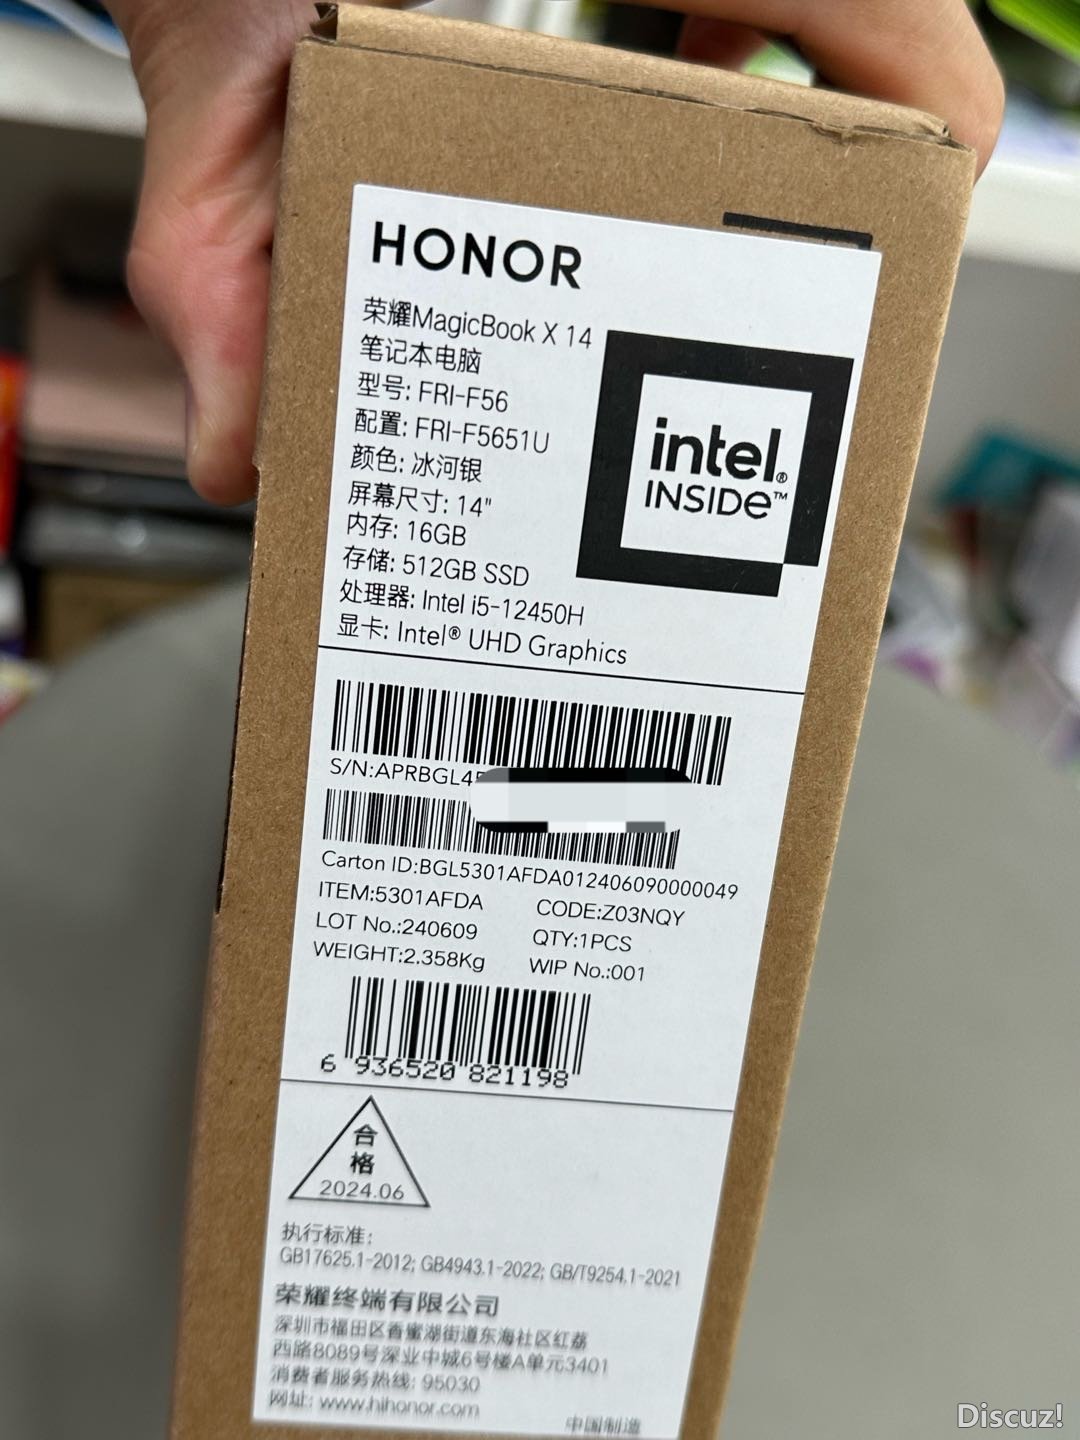 HONOR
荣耀MagicBook X 14
笔记本电脑
型号: FRI-F56
配置: FRI-F5651U
颜色: 冰河银
屏幕尺寸: 14"
内存: 16GB
存储: 512GB SSD
处理器: Intel i5-12450H
显卡: Intel® UHD Graphics
intel®
INSIDE™
S/N:APRBGL45
Carton ID:BGL5301AFDA012406090000049
ITEM:5301AFDA CODE:Z03NQY
LOT No.:240609 QTY:1PCS
WEIGHT:2.358Kg WIP No.:001
6 936520 821198
合
格
2024.06
执行标准:
GB17625.1-2012; GB4943.1-2022; GB/T9254.1-2021
荣耀终端有限公司
深圳市福田区香蜜湖街道东海社区红荔
西路8089号深业中城6号楼A单元3401
消费者服务热线: 95030
网址: www.hihonor.com
中国制造
Discuz!